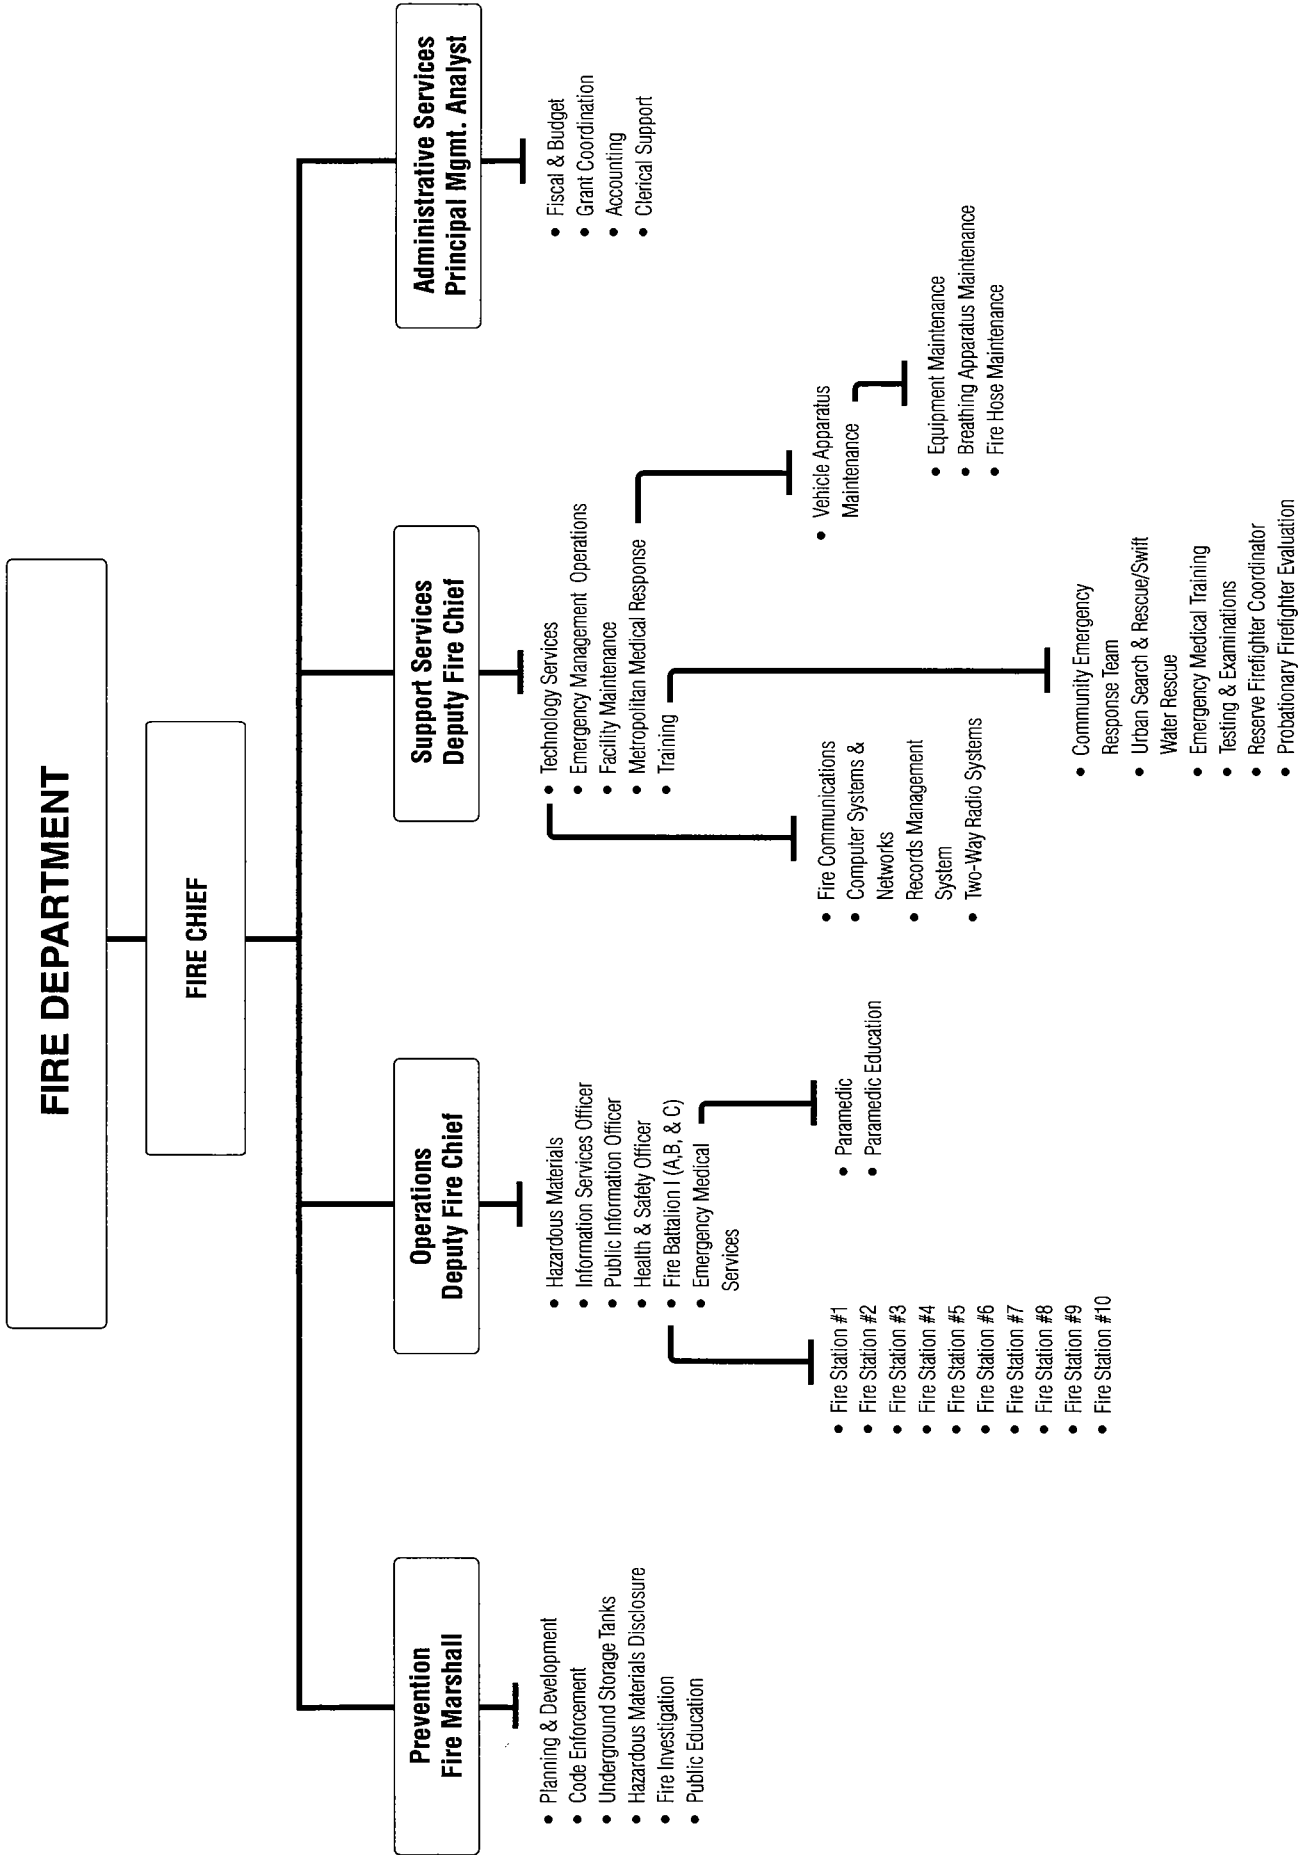 FIRE DEPARTMENT
FIRE CHIEF
Prevention
Fire Marshall
• Planning & Development
• Code Enforcement
• Underground Storage Tanks
• Hazardous Materials Disclosure
• Fire Investigation
• Public Education
Operations
Deputy Fire Chief
• Hazardous Materials
• Information Services Officer
• Public Information Officer
• Health & Safety Officer
• Fire Battalion I (A,B, & C)
• Emergency Medical
Services
• Fire Station #1
• Fire Station #2
• Fire Station #3
• Fire Station #4
• Fire Station #5
• Fire Station #6
• Fire Station #7
• Fire Station #8
• Fire Station #9
• Fire Station #10
• Paramedic
• Paramedic Education
Support Services
Deputy Fire Chief
• Technology Services
• Emergency Management Operations
• Facility Maintenance
• Metropolitan Medical Response
• Training
• Fire Communications
• Computer Systems &
Networks
• Records Management
System
• Two-Way Radio Systems
• Community Emergency
Response Team
• Urban Search & Rescue/Swift
Water Rescue
• Emergency Medical Training
• Testing & Examinations
• Reserve Firefighter Coordinator
• Probationary Firefighter Evaluation
• Vehicle Apparatus
Maintenance
• Equipment Maintenance
• Breathing Apparatus Maintenance
• Fire Hose Maintenance
Administrative Services
Principal Mgmt. Analyst
• Fiscal & Budget
• Grant Coordination
• Accounting
• Clerical Support